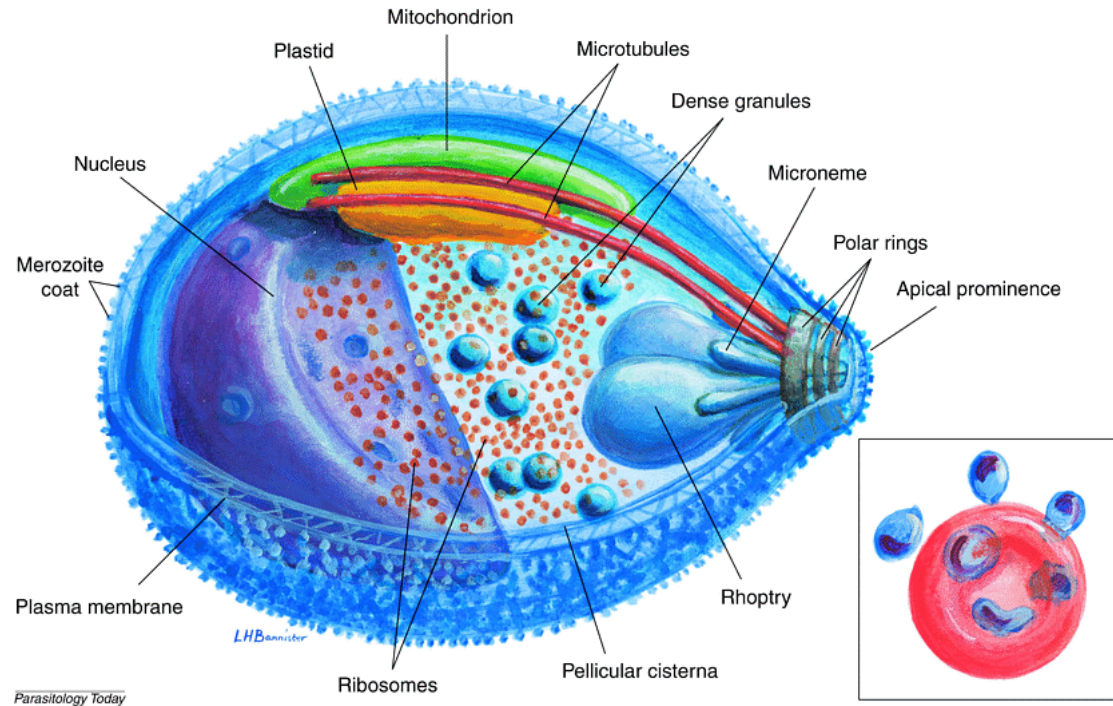 Mitochondrion
Plastid
Microtubules
Dense granules
Nucleus
Microneme
Polar rings
Merozoite
coat
Apical prominence
Plasma membrane
LHBannister
Rhoptry
Pellicular cisterna
Ribosomes
Parasitology Today